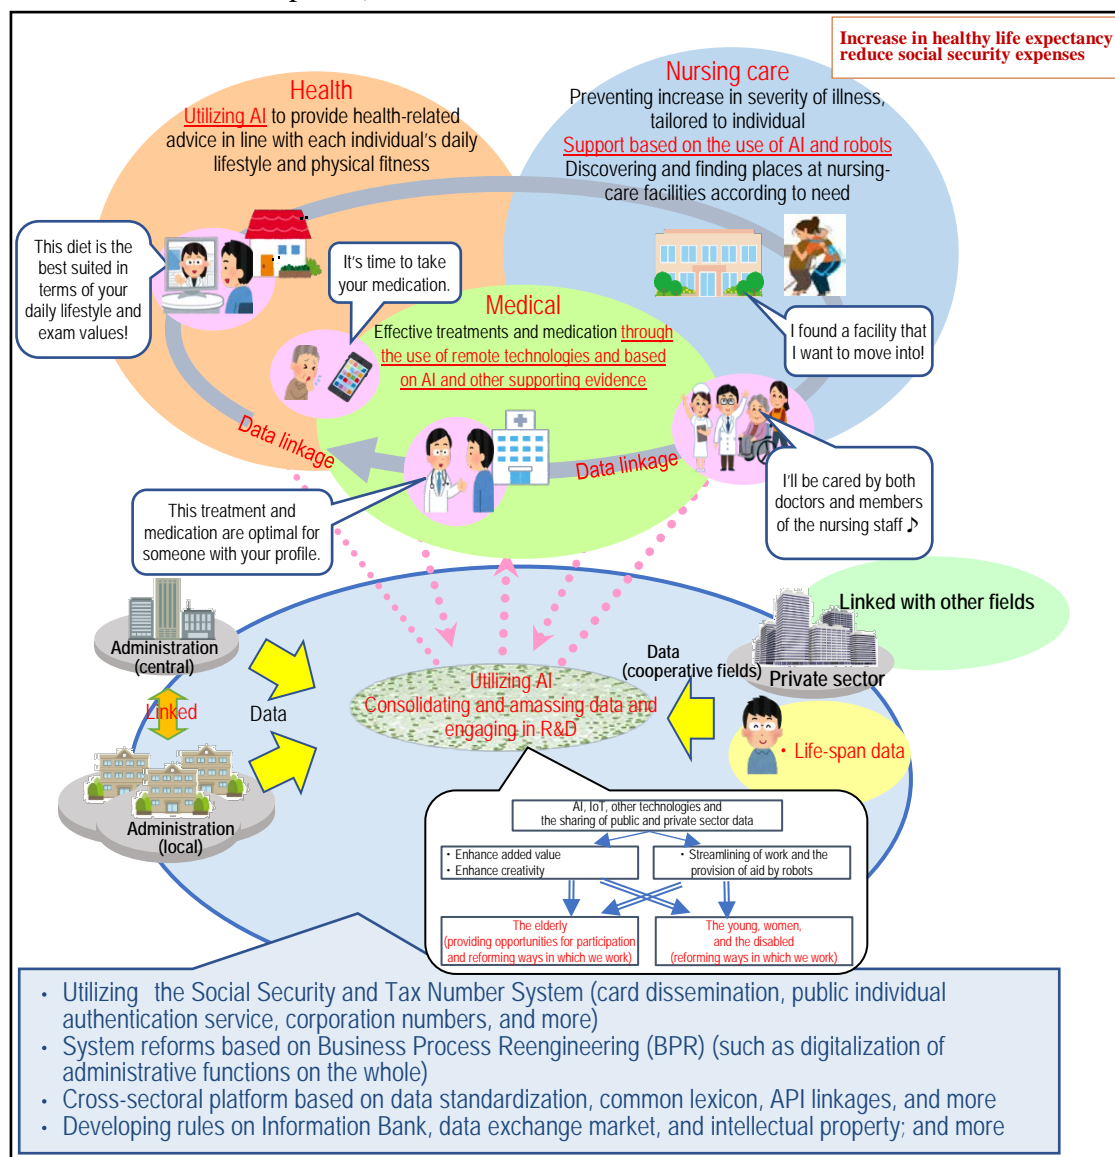 Increase in healthy life expectancy
reduce social security expenses
Health
Utilizing AI to provide health-related
advice in line with each individual's daily
lifestyle and physical fitness
Nursing care
Preventing increase in severity of illness,
tailored to individual
Support based on the use of AI and robots
Discovering and finding places at nursing-
care facilities according to need
This diet is the
best suited in
terms of your
daily lifestyle and
exam values!
It's time to take
your medication.
Medical
Effective treatments and medication through
the use of remote technologies and based
on AI and other supporting evidence
I found a facility that
I want to move into!
Data linkage
Data linkage
This treatment and
medication are optimal for
someone with your profile.
I'll be cared by both
doctors and members
of the nursing staff♪
Administration
(central)
Linked
Data
Administration
(local)
Utilizing AI
Consolidating and amassing data and
engaging in R&D
Data
(cooperative fields)
Linked with other fields
Private sector
・Life-span data
AI, IoT, other technologies and
the sharing of public and private sector data
・Enhance added value
・Enhance creativity
・Streamlining of work and the
provision of aid by robots
The elderly
(providing opportunities for participation
and reforming ways in which we work)
The young, women,
and the disabled
(reforming ways in which we work)
・Utilizing the Social Security and Tax Number System (card dissemination, public individual
authentication service, corporation numbers, and more)
・System reforms based on Business Process Reengineering (BPR) (such as digitalization of
administrative functions on the whole)
・Cross-sectoral platform based on data standardization, common lexicon, API linkages, and more
・Developing rules on Information Bank, data exchange market, and intellectual property; and more